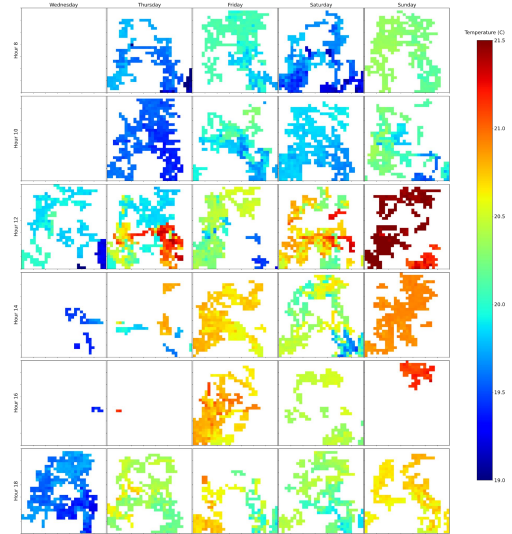 Wednesday Thursday Friday Saturday Sunday
Temperature (C)
Hour 8
Hour 10
Hour 12
Hour 14
Hour 16
Hour 18
21.5
21.0
20.5
20.0
19.5
19.0